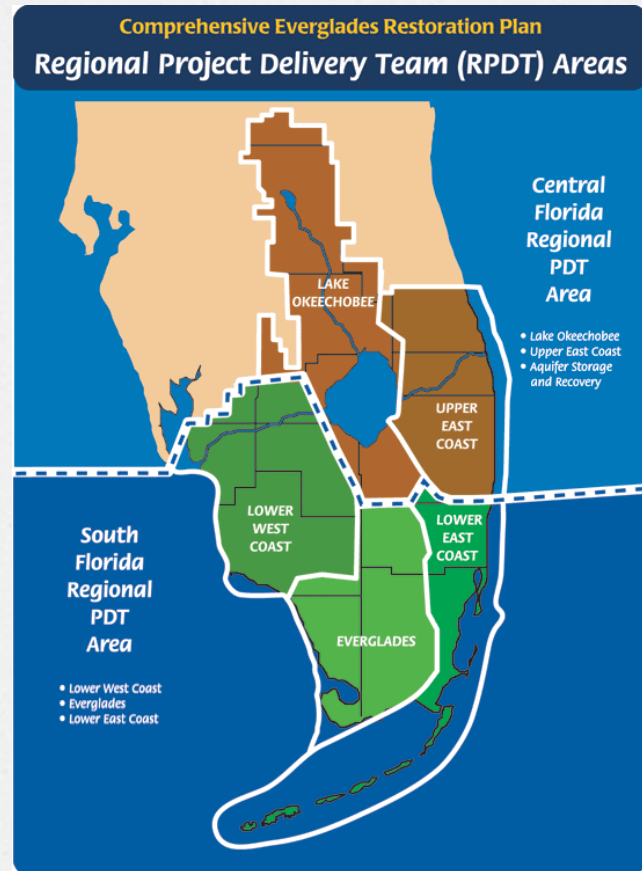 Comprehensive Everglades Restoration Plan
Regional Project Delivery Team (RPDT) Areas
Central
Florida
Regional
PDT
Area
• Lake Okeechobee
• Upper East Coast
• Aquifer Storage
and Recovery
LAKE
OKEECHOBEE
UPPER
EAST
COAST
LOWER
WEST
COAST
LOWER
EAST
COAST
EVERGLADES
South
Florida
Regional
PDT
Area
• Lower West Coast
• Everglades
• Lower East Coast